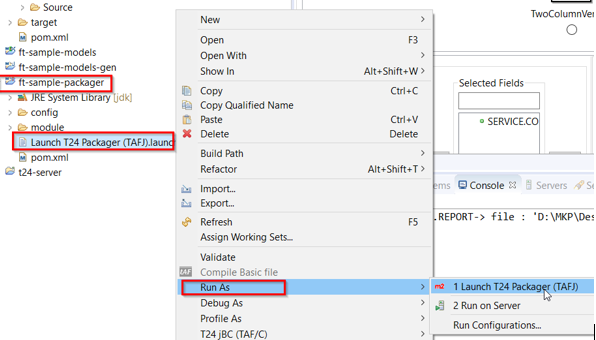 Source
target
pom.xml
ft-sample-models
ft-sample-models-gen
ft-sample-packager
JRE System Library [jdk]
config
module
Launch T24 Packager (TAFJ).launc
pom.xml
t24-server
New
Open F3
Open With
Show In Alt+Shift+W
Copy Ctrl+C
Copy Qualified Name
Paste Ctrl+V
Delete Delete
Build Path
Refactor Alt+Shift+T
Import...
Export...
Refresh F5
Assign Working Sets...
Validate
TAF Compile Basic file
Run As
Debug As
Profile As
T24 jBC (TAF/C)
m2 1 Launch T24 Packager (TAFJ)
2 Run on Server
Run Configurations...
TwoColumnVer
Selected Fields
SERVICE.CO
ems Console Servers Se
.REPORT-> file : 'D:\MKP\Des